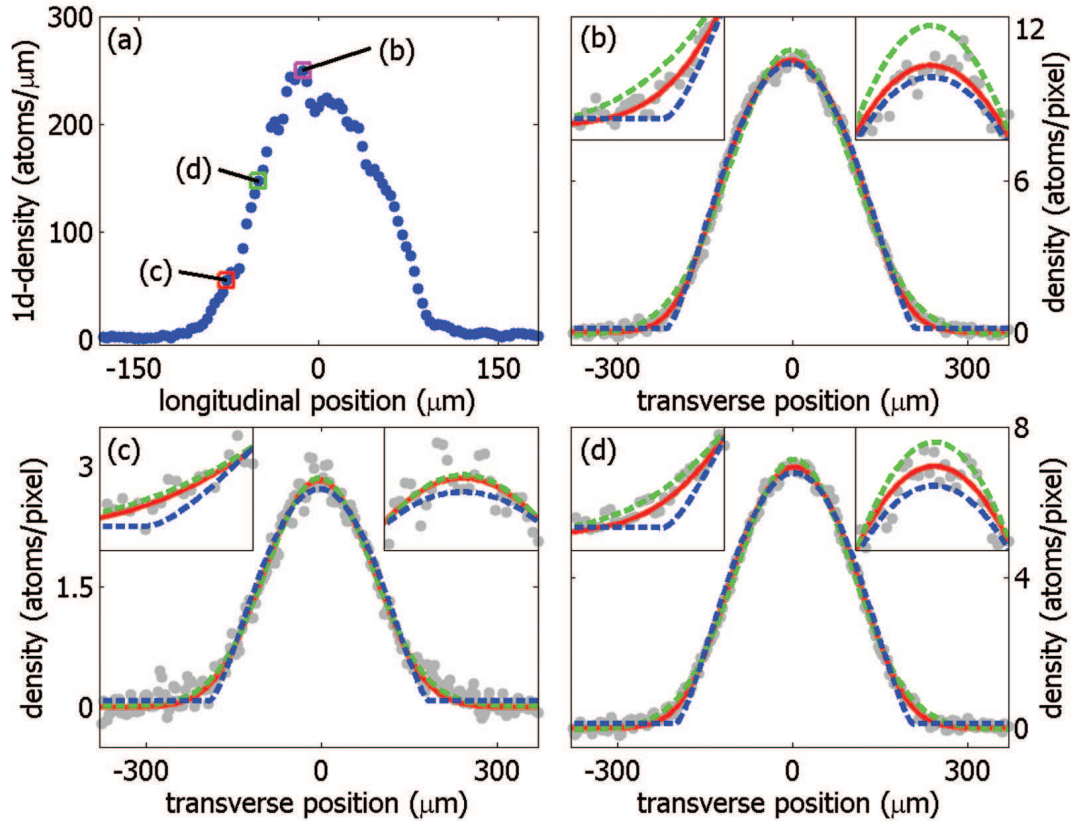 (a)
300
200
100
0
1d-density (atoms/μm)
(b)
(d)
(c)
-150
0
150
longitudinal position (μm)
(b)
12
6
0
density (atoms/pixel)
-300
0
300
transverse position (μm)
(c)
3
1.5
0
density (atoms/pixel)
-300
0
300
transverse position (μm)
(d)
8
4
0
density (atoms/pixel)
-300
0
300
transverse position (μm)